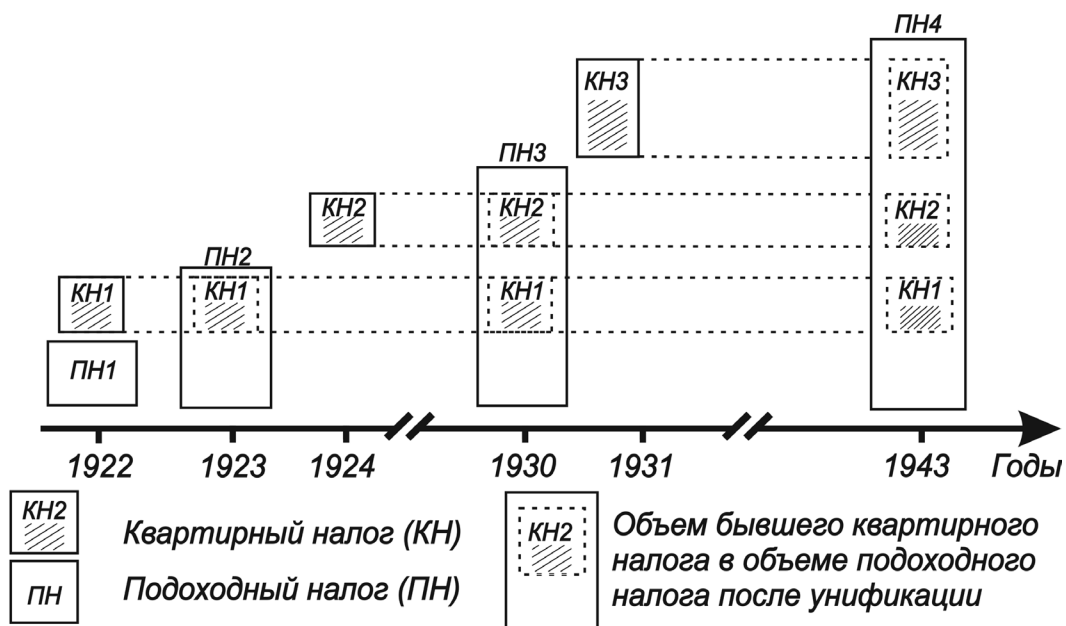 ПН4
КН3
КН3
ПН3
КН2
КН2
КН2
ПН2
КН1
КН1
КН1
КН1
ПН1
1922
1923
1924
1930
1931
1943
Годы
КН2
Квартирный налог (КН)
ПН
Подоходный налог (ПН)
КН2
Объем бывшего квартирного
налога в объеме подоходного
налога после унификации